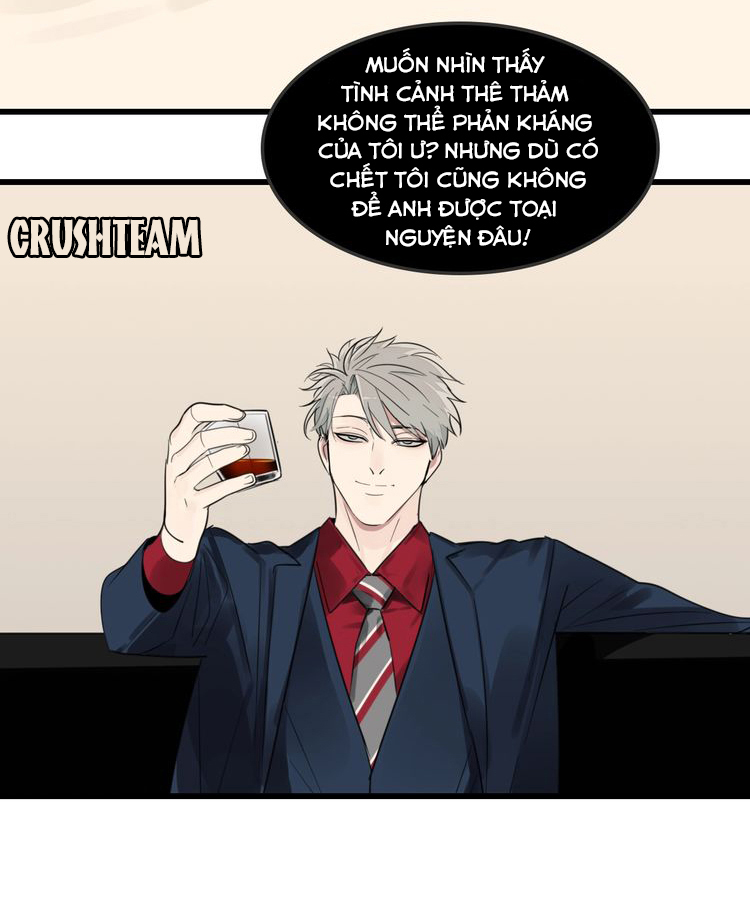 MUỐN NHÌN THẤY
TÌNH CẢNH THÊ THẢM
KHÔNG THỂ PHẢN KHÁNG
CỦA TÔI Ư? NHƯNG DÙ CÓ
CHẾT TÔI CŨNG KHÔNG
ĐỂ ANH ĐƯỢC TOẠI
NGUYỆN ĐÂU!
CRUSHTEAM